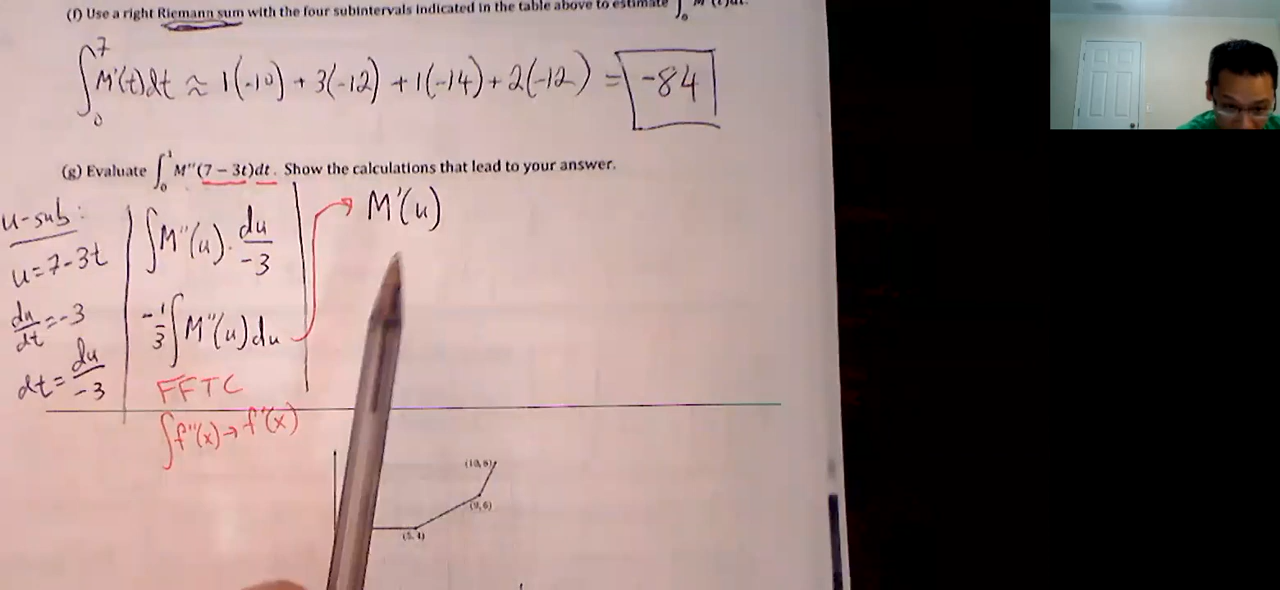 (f) Use a right Riemann sum with the four subintervals indicated in the table above to estimate ∫₀
∫₀⁷ M'(t)dt ≈ 1(-10) + 3(-12) + 1(-14) + 2(-12) = -84
(g) Evaluate ∫₀¹ M''(7 − 3t)dt. Show the calculations that lead to your answer.
u-sub:
u=7-3t
du/dt=-3
dt=du/-3
∫M''(u)·du/-3
-1/3∫M''(u)du
FFTC
∫f''(x)→f'(x)
M'(u)
(10,8)
(9,6)
(5,4)